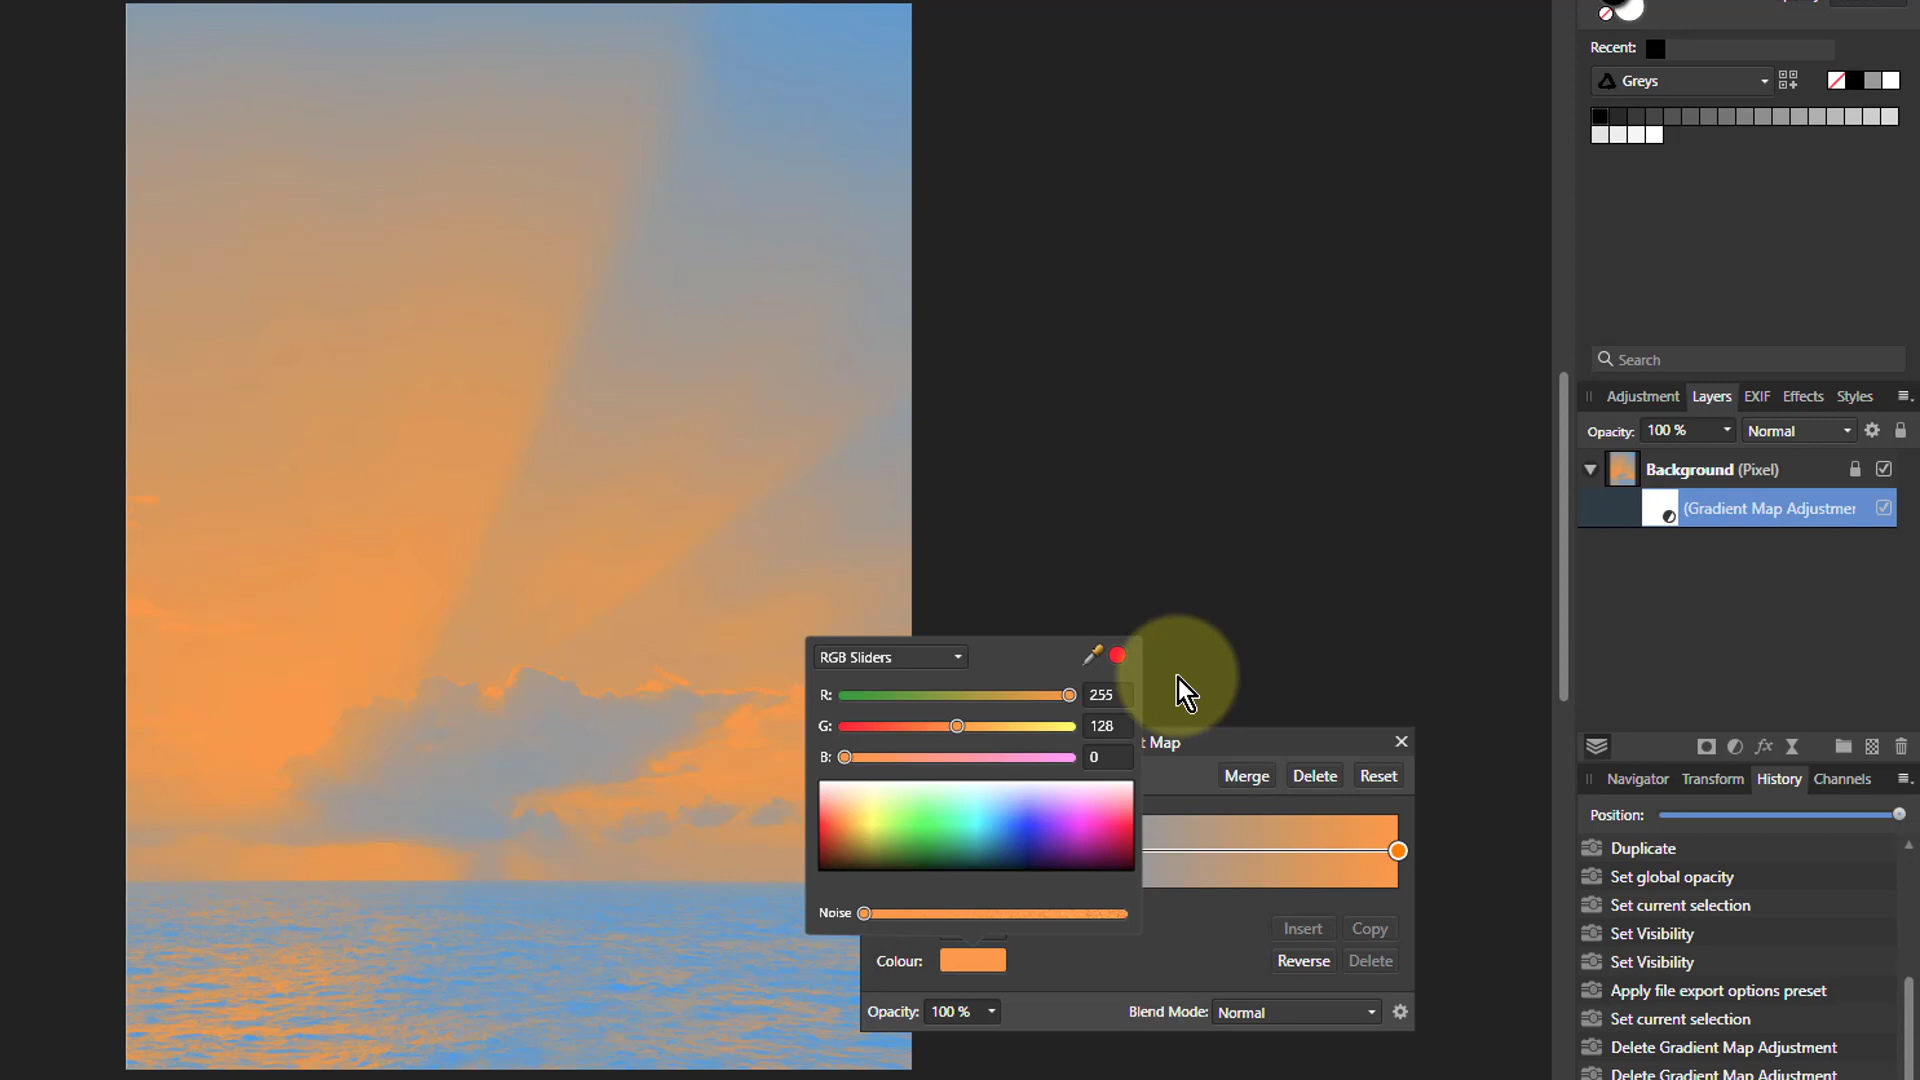 Recent:
Greys
Search
Adjustment Layers EXIF Effects Styles
Opacity: 100 % Normal
Background (Pixel)
(Gradient Map Adjustmer
RGB Sliders
R: 255
G: 128
B: 0
Noise
t Map
Merge Delete Reset
Insert Copy
Colour: Reverse Delete
Opacity: 100 % Blend Mode: Normal
Navigator Transform History Channels
Position:
Duplicate
Set global opacity
Set current selection
Set Visibility
Set Visibility
Apply file export options preset
Set current selection
Delete Gradient Map Adjustment
Delete Gradient Map Adjustment